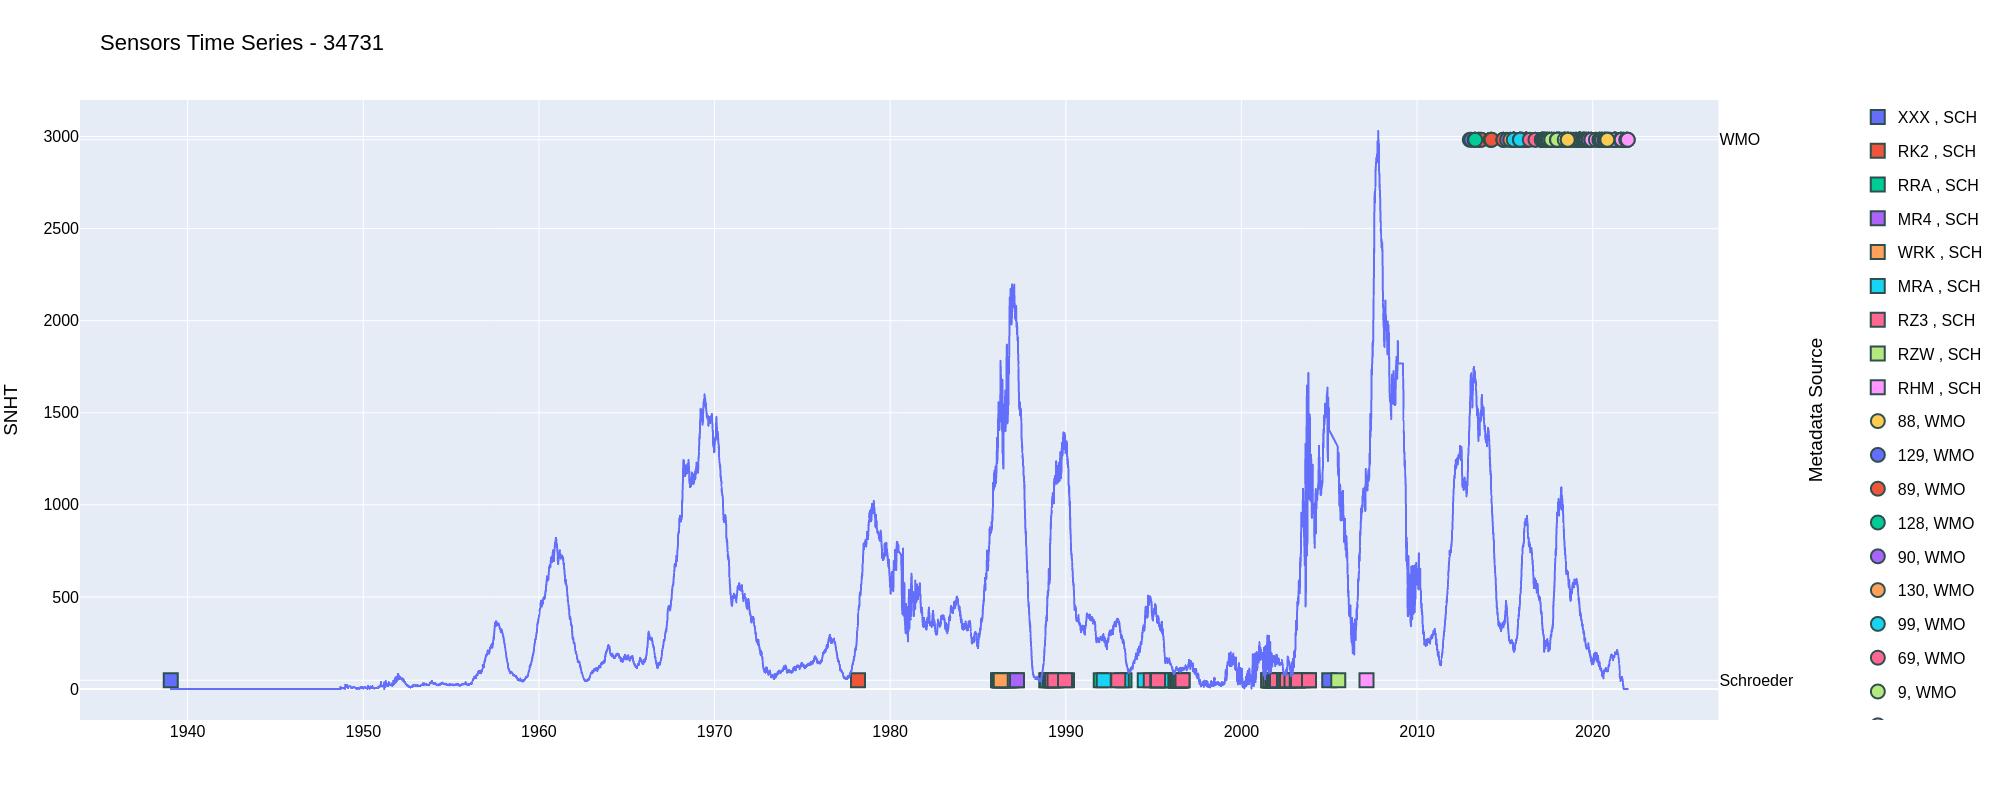 Sensors Time Series - 34731
SNHT
3000
2500
2000
1500
1000
500
0
1940
1950
1960
1970
1980
1990
2000
2010
2020
WMO
Schroeder
Metadata Source
XXX , SCH
RK2 , SCH
RRA , SCH
MR4 , SCH
WRK , SCH
MRA , SCH
RZ3 , SCH
RZW , SCH
RHM , SCH
88, WMO
129, WMO
89, WMO
128, WMO
90, WMO
130, WMO
99, WMO
69, WMO
9, WMO